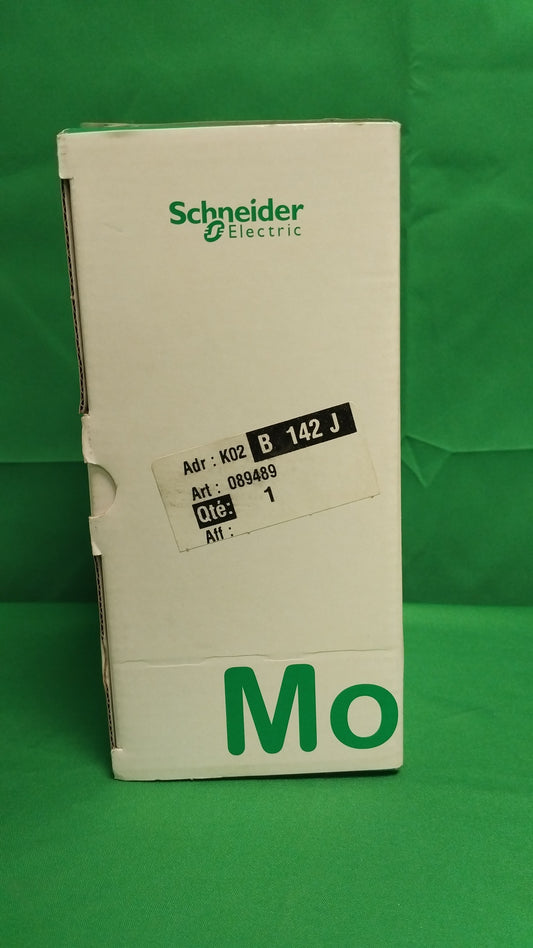 Schneider
Electric
Adr : K02 B 142 J
Art : 089489
Qté: 1
Aff :
Mo